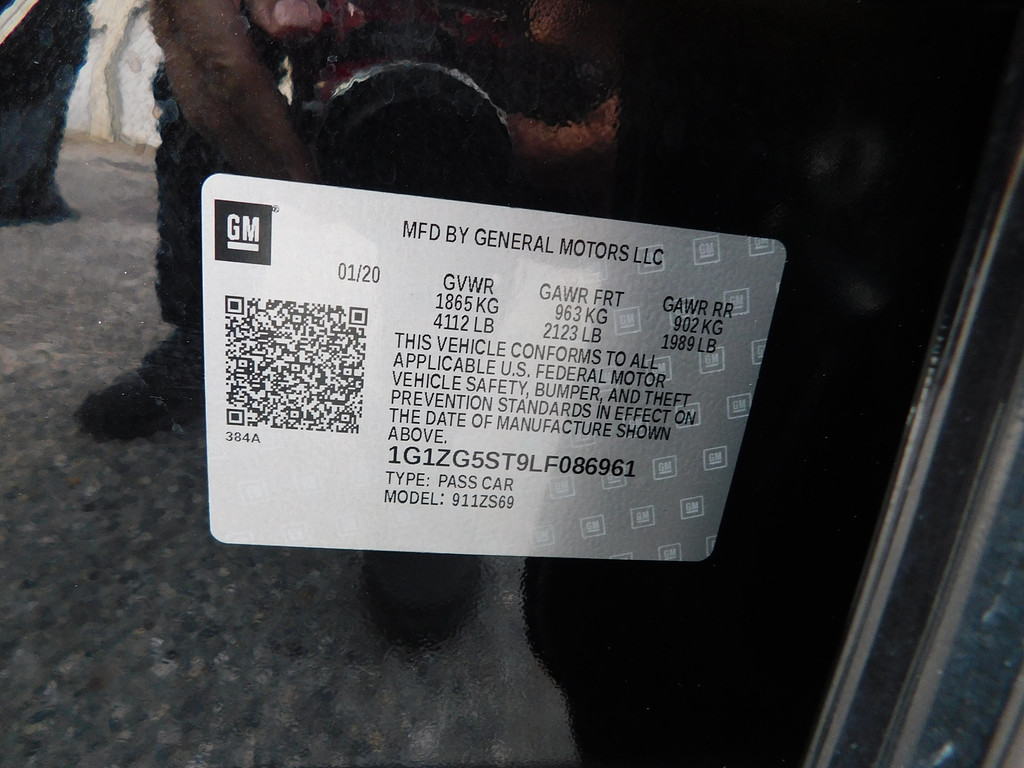 GM
MFD BY GENERAL MOTORS LLC
01/20
GVWR
1865 KG
4112 LB
GAWR FRT
963 KG
2123 LB
GAWR RR
902 KG
1989 LB
THIS VEHICLE CONFORMS TO ALL
APPLICABLE U.S. FEDERAL MOTOR
VEHICLE SAFETY, BUMPER, AND THEFT
PREVENTION STANDARDS IN EFFECT ON
THE DATE OF MANUFACTURE SHOWN
ABOVE.
384A
1G1ZG5ST9LF086961
TYPE: PASS CAR
MODEL: 911ZS69